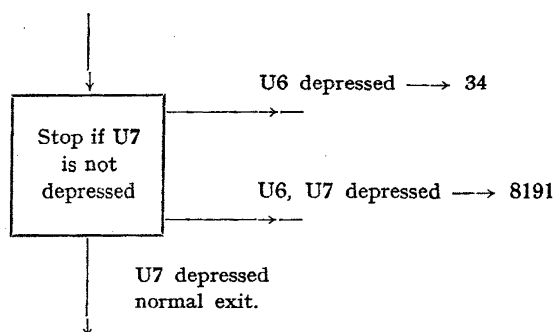 U6 depressed ⟶ 34
Stop if U7
is not
depressed
U6, U7 depressed ⟶ 8191
U7 depressed
normal exit.